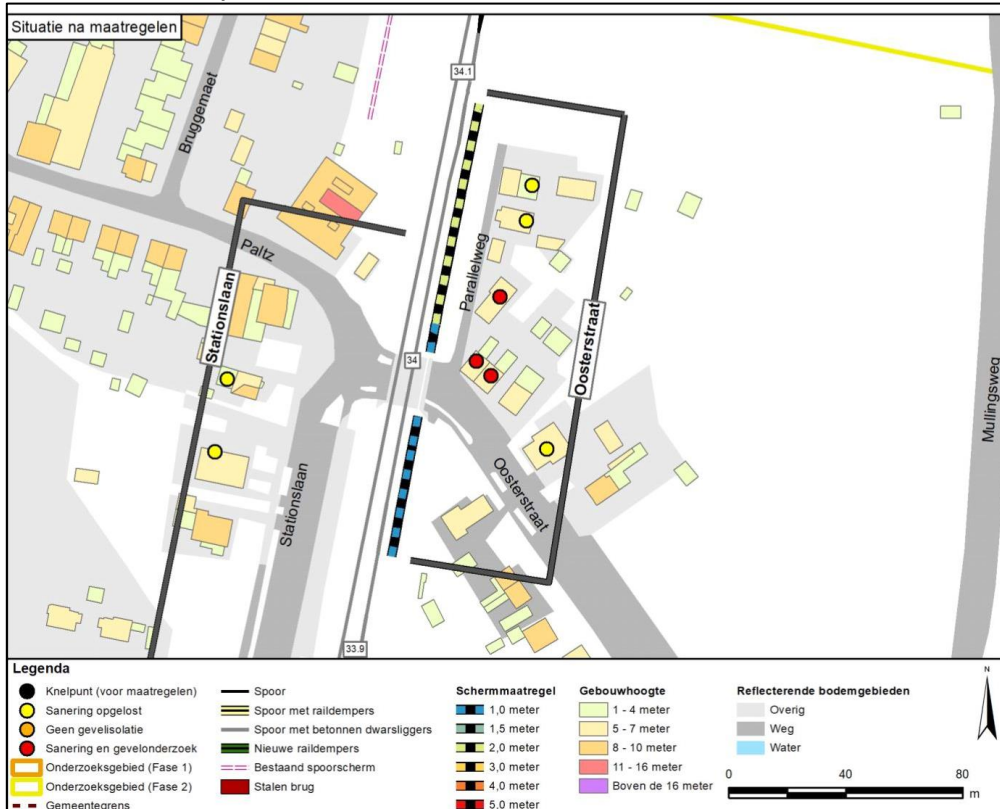 Situatie na maatregelen
34.1
Bruggemaet
Paltz
Parallelweg
Stationslaan
Oosterstraat
34
Mullingsweg
Stationslaan
Oosterstraat
33.9
Legenda
Knelpunt (voor maatregelen)
Sanering opgelost
Geen gevelisolatie
Sanering en gevelonderzoek
Onderzoeksgebied (Fase 1)
Onderzoeksgebied (Fase 2)
Gemeentegrens
Spoor
Spoor met raildempers
Spoor met betonnen dwarsliggers
Nieuwe raildempers
Bestaand spoorscherm
Stalen brug
Schermmaatregel
1,0 meter
1,5 meter
2,0 meter
3,0 meter
4,0 meter
5,0 meter
Gebouwhoogte
1 - 4 meter
5 - 7 meter
8 - 10 meter
11 - 16 meter
Boven de 16 meter
Reflecterende bodemgebieden
Overig
Weg
Water
N
0 40 80
m